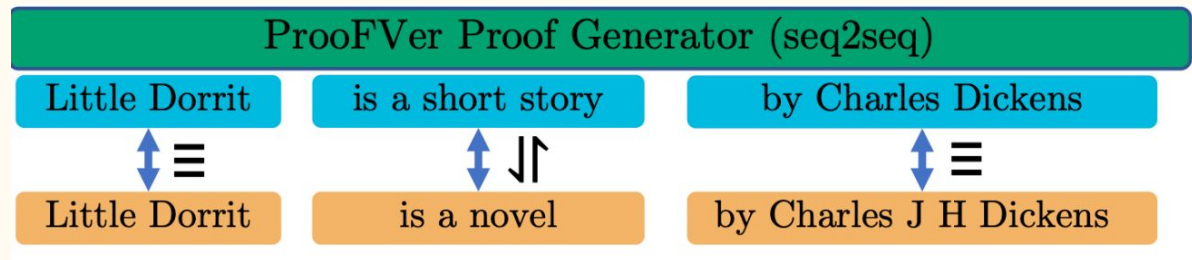 ProoFVer Proof Generator (seq2seq)
Little Dorrit is a short story by Charles Dickens
≡ ⥯ ≡
Little Dorrit is a novel by Charles J H Dickens